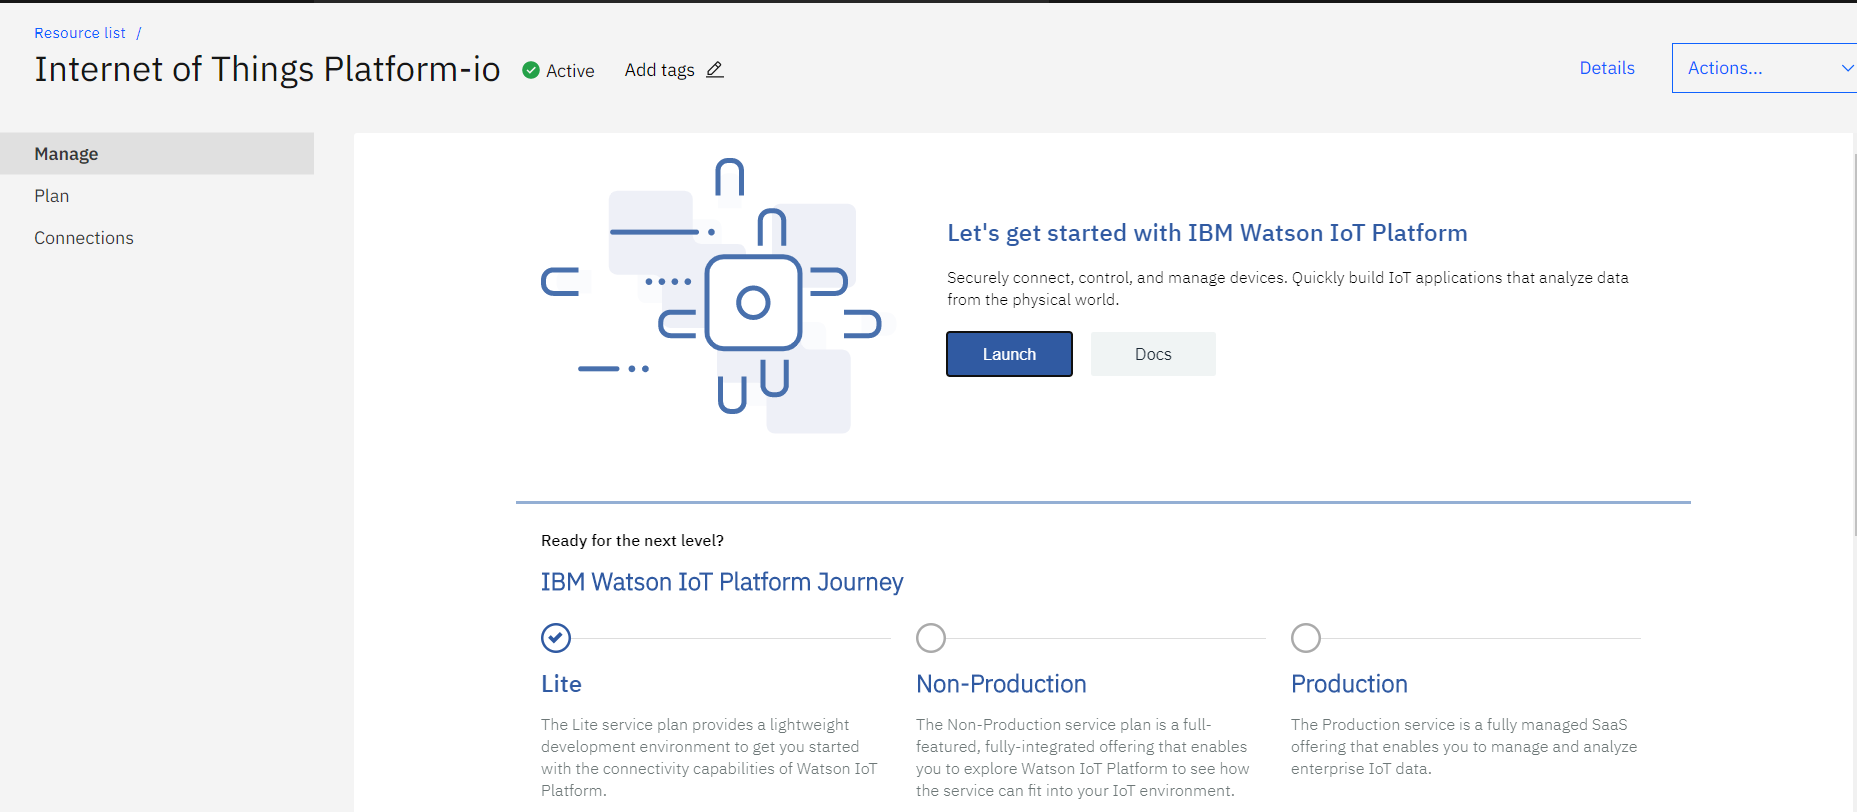 Resource list /
Internet of Things Platform-io
Active
Add tags
Details
Actions...
Manage
Plan
Connections
Let's get started with IBM Watson IoT Platform
Securely connect, control, and manage devices. Quickly build IoT applications that analyze data
from the physical world.
Launch
Docs
Ready for the next level?
IBM Watson IoT Platform Journey
Lite
The Lite service plan provides a lightweight
development environment to get you started
with the connectivity capabilities of Watson IoT
Platform.
Non-Production
The Non-Production service plan is a full-
featured, fully-integrated offering that enables
you to explore Watson IoT Platform to see how
the service can fit into your IoT environment.
Production
The Production service is a fully managed SaaS
offering that enables you to manage and analyze
enterprise IoT data.